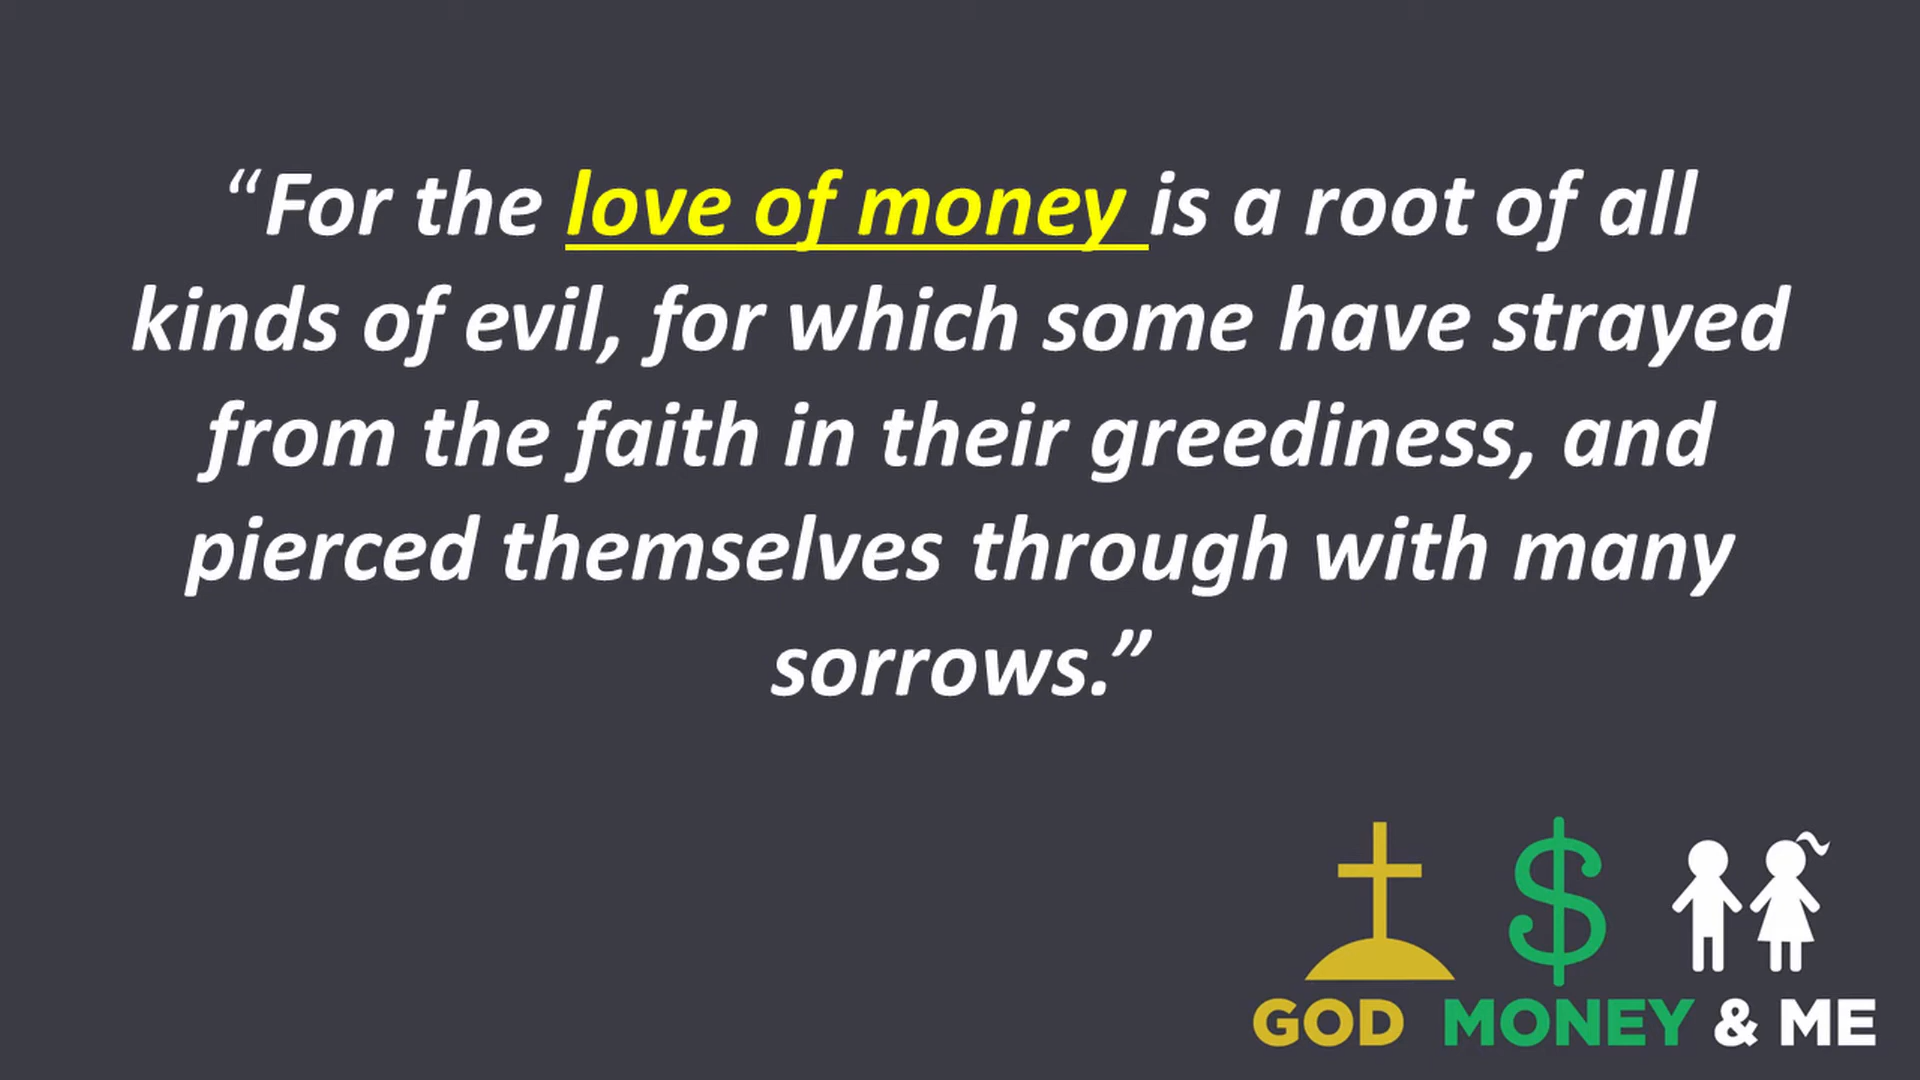 “For the love of money is a root of all
kinds of evil, for which some have strayed
from the faith in their greediness, and
pierced themselves through with many
sorrows.”
GOD MONEY & ME